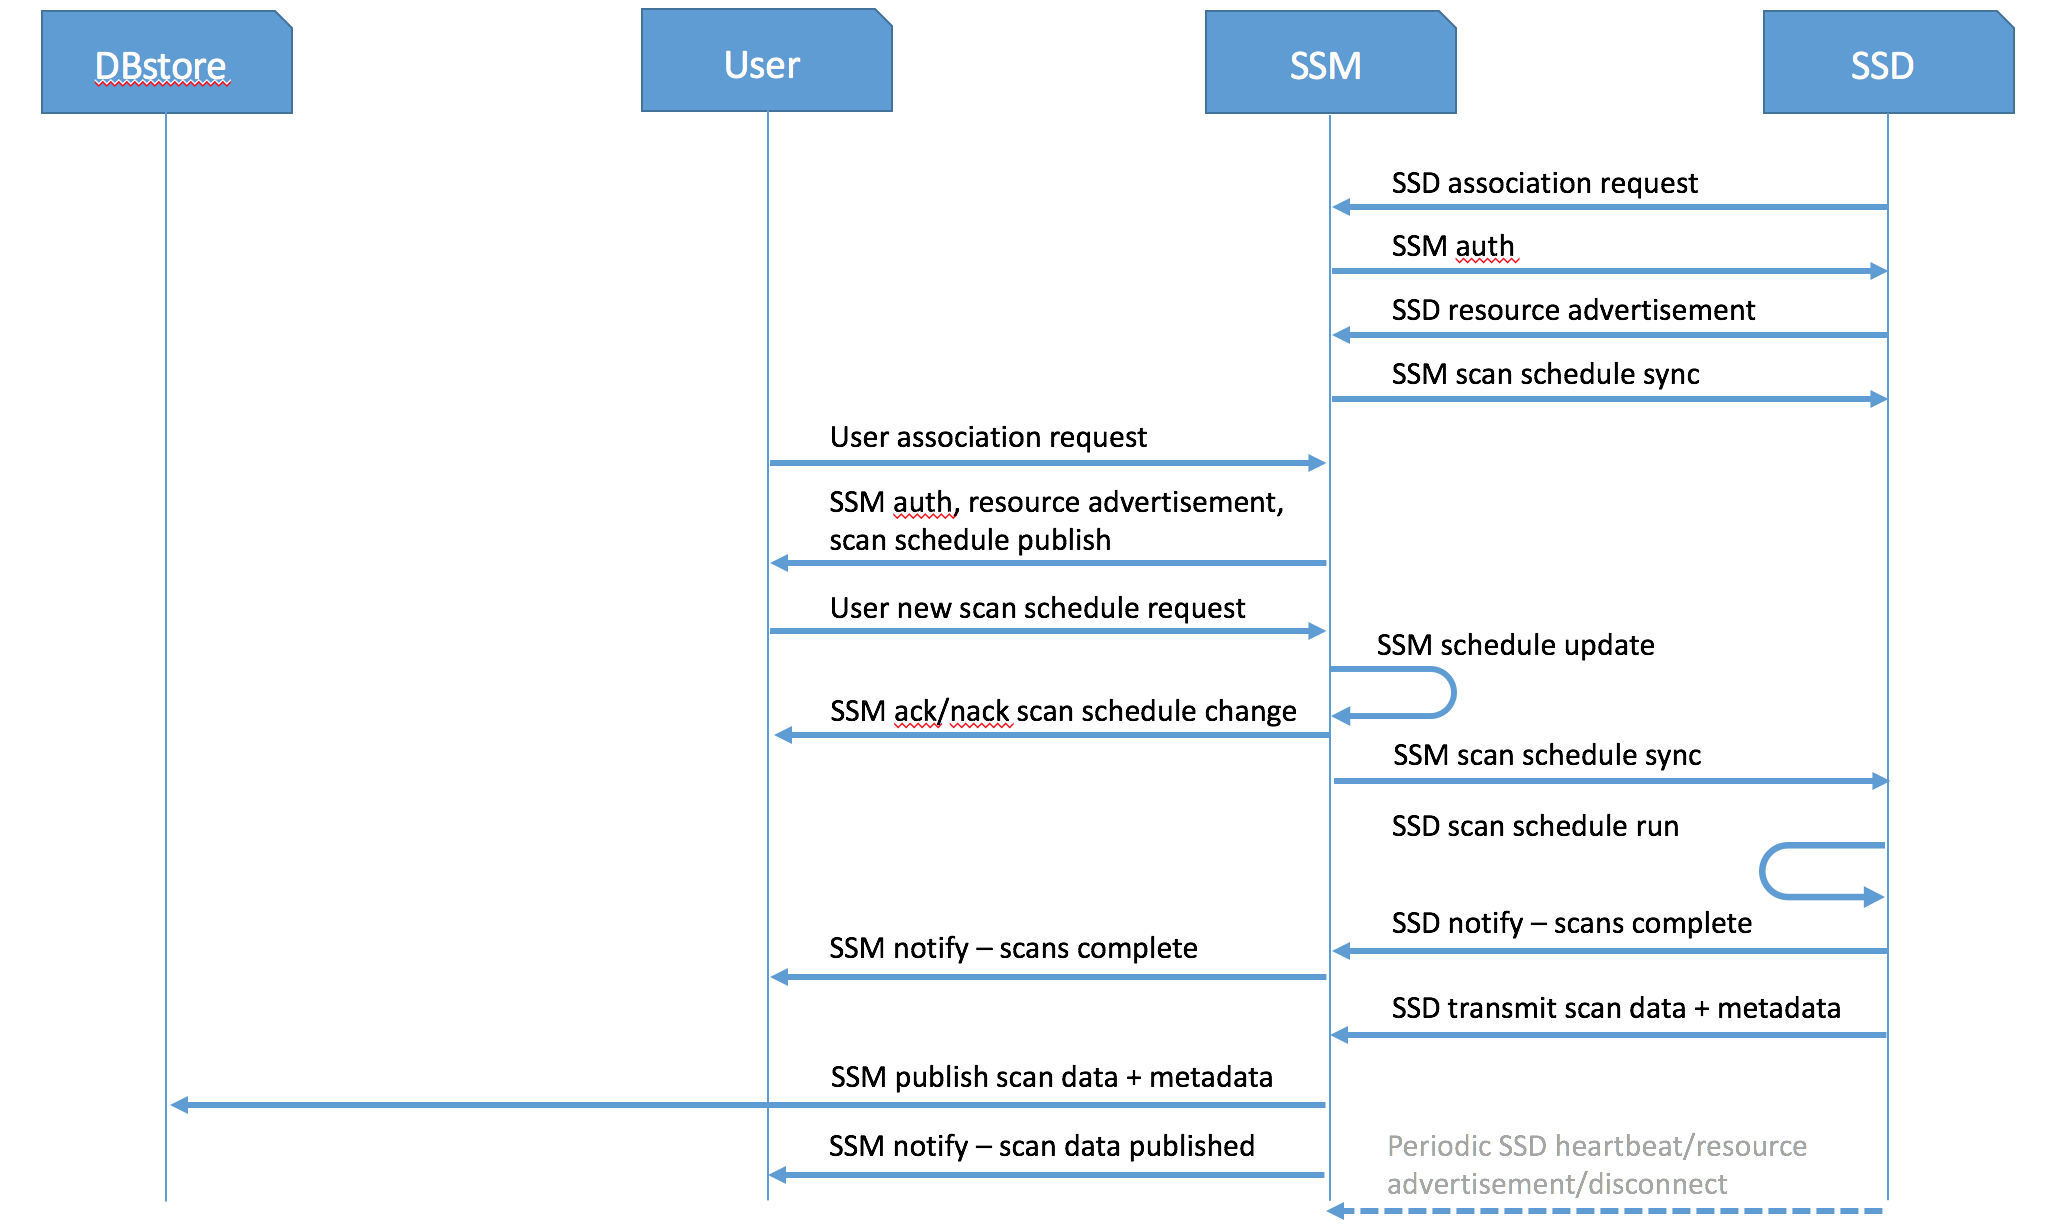 DBstore
User
SSM
SSD
SSD association request
SSM auth
SSD resource advertisement
SSM scan schedule sync
User association request
SSM auth, resource advertisement,
scan schedule publish
User new scan schedule request
SSM schedule update
SSM ack/nack scan schedule change
SSM scan schedule sync
SSD scan schedule run
SSD notify – scans complete
SSM notify – scans complete
SSD transmit scan data + metadata
SSM publish scan data + metadata
SSM notify – scan data published
Periodic SSD heartbeat/resource
advertisement/disconnect